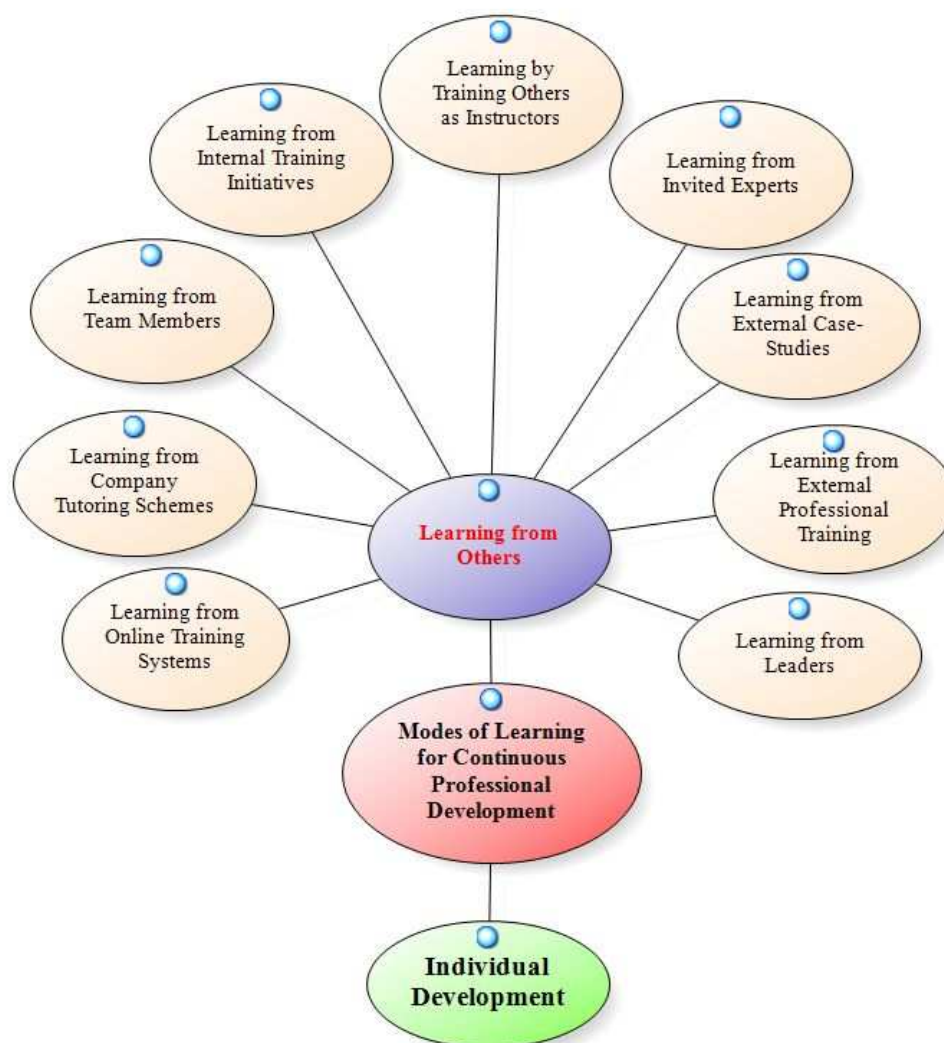 Learning by
Training Others
as Instructors
Learning from
Internal Training
Initiatives
Learning from
Invited Experts
Learning from
Team Members
Learning from
External Case-
Studies
Learning from
Company
Tutoring Schemes
Learning from
External
Professional
Training
Learning from
Others
Learning from
Online Training
Systems
Learning from
Leaders
Modes of Learning
for Continuous
Professional
Development
Individual
Development